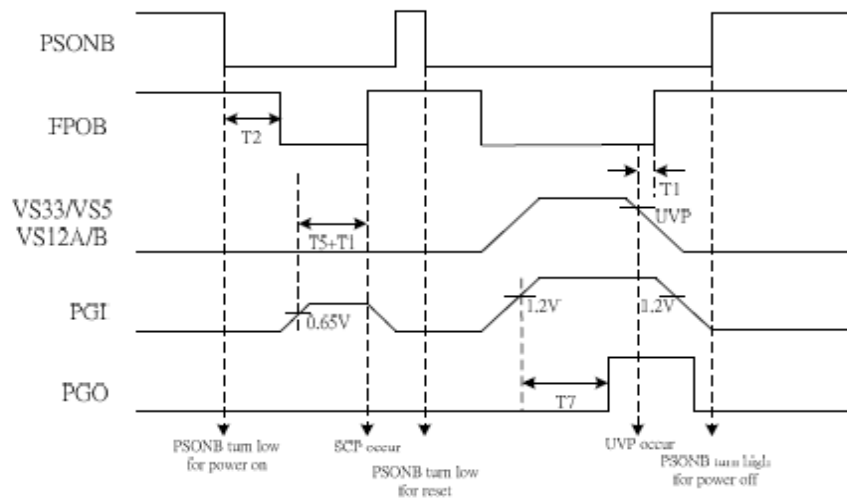 PSONB
FPOB
T2
T1
VS33/VS5
VS12A/B
UVP
T5+T1
PGI
0.65V
1.2V
1.2V
PGO
T7
PSONB turn low
for power on
SCP occur
PSONB turn low
for reset
UVP occur
PSONB turn high
for power off